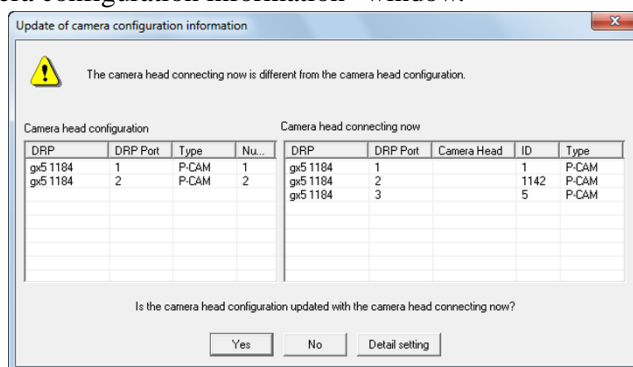 era configuration information" window.
Update of camera configuration information
x
The camera head connecting now is different from the camera head configuration.
Camera head configuration
DRP DRP Port Type Nu...
gx5 1184 1 P-CAM 1
gx5 1184 2 P-CAM 2
Camera head connecting now
DRP DRP Port Camera Head ID Type
gx5 1184 1 1 P-CAM
gx5 1184 2 1142 P-CAM
gx5 1184 3 5 P-CAM
Is the camera head configuration updated with the camera head connecting now?
Yes No Detail setting